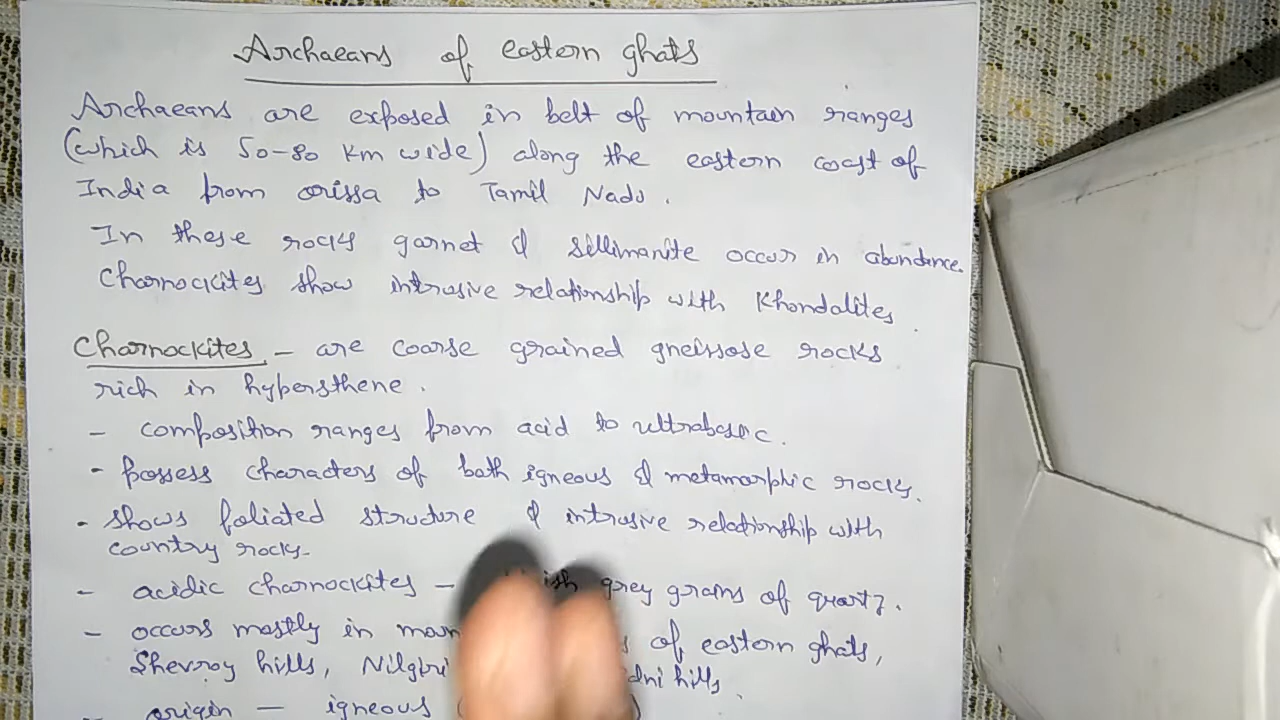 Archaeans of eastern ghats
Archaeans are exposed in belt of mountain ranges
(which is 50-80 Km wide) along the eastern coast of
India from orissa to Tamil Nadu.
In these rocks garnet & sillimanite occur in abundance.
Charnockites show intrusive relationship with Khondalites.
Charnockites - are coarse grained gneissose rocks
rich in hypersthene.
- composition ranges from acid to ultrabasic.
- possess characters of both igneous & metamorphic rocks.
- shows foliated structure & intrusive relationship with
country rocks-
- acidic charnockites - grey grains of quartz.
- occurs mostly in of eastern ghats,
Shevroy hills, hills.
- origin - igneous (